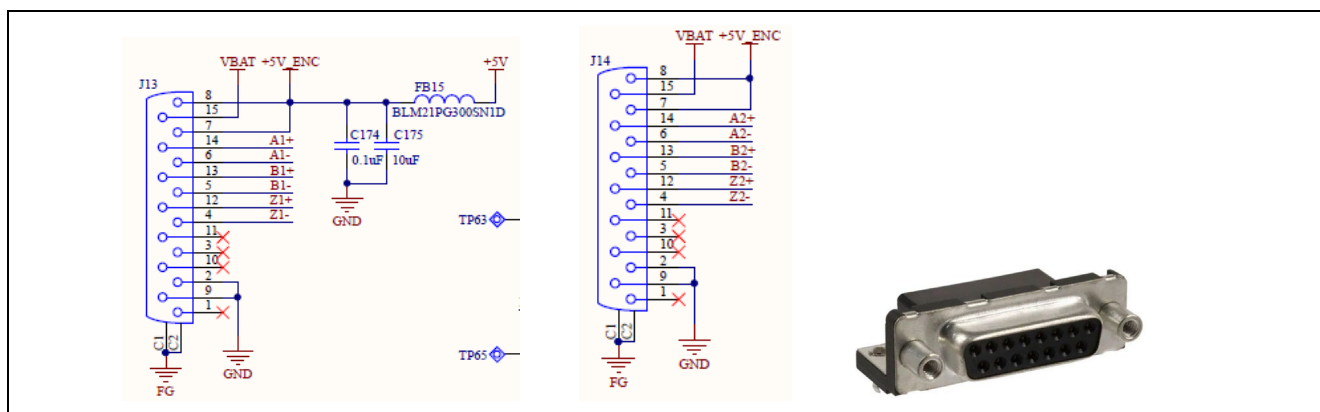 VBAT +5V_ENC
+5V
J13
FB15
BLM21PG300SN1D
8
15
7
14 A1+
6 A1-
13 B1+
5 B1-
12 Z1+
4 Z1-
11
3
10
2
9
1
C174 C175
0.1uF 10uF
GND
C1 C2
GND
FG
TP63
TP65
VBAT +5V_ENC
J14
8
15
7
14 A2+
6 A2-
13 B2+
5 B2-
12 Z2+
4 Z2-
11
3
10
2
9
1
C1 C2
GND
FG